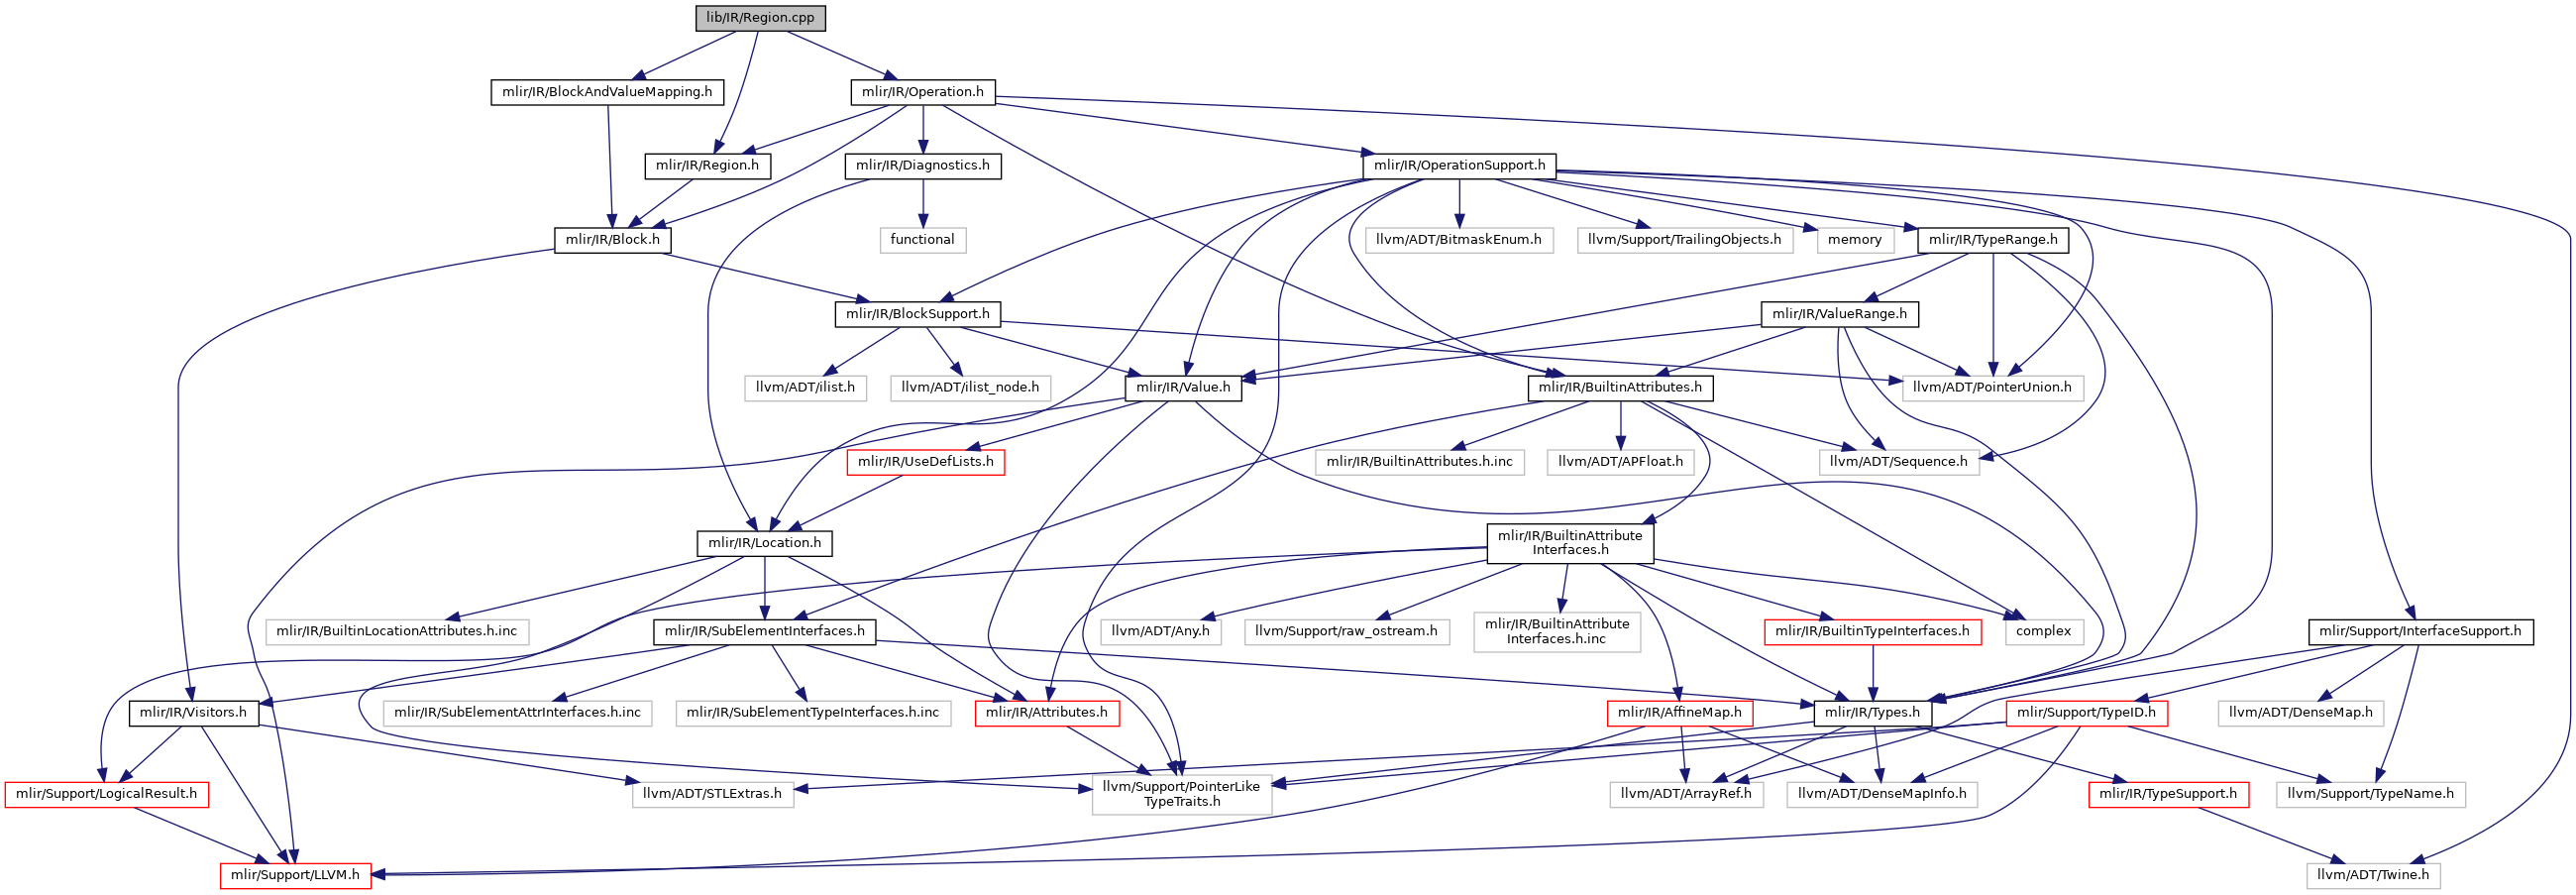 lib/IR/Region.cpp
mlir/IR/BlockAndValueMapping.h
mlir/IR/Operation.h
mlir/IR/Region.h
mlir/IR/Diagnostics.h
mlir/IR/OperationSupport.h
mlir/IR/Block.h
functional
llvm/ADT/BitmaskEnum.h
llvm/Support/TrailingObjects.h
memory
mlir/IR/TypeRange.h
mlir/IR/BlockSupport.h
mlir/IR/ValueRange.h
llvm/ADT/ilist.h
llvm/ADT/ilist_node.h
mlir/IR/Value.h
mlir/IR/BuiltinAttributes.h
llvm/ADT/PointerUnion.h
mlir/IR/UseDefLists.h
mlir/IR/BuiltinAttributes.h.inc
llvm/ADT/APFloat.h
llvm/ADT/Sequence.h
mlir/IR/Location.h
mlir/IR/BuiltinAttribute
Interfaces.h
mlir/IR/BuiltinLocationAttributes.h.inc
mlir/IR/SubElementInterfaces.h
llvm/ADT/Any.h
llvm/Support/raw_ostream.h
mlir/IR/BuiltinAttribute
Interfaces.h.inc
mlir/IR/BuiltinTypeInterfaces.h
complex
mlir/Support/InterfaceSupport.h
mlir/IR/Visitors.h
mlir/IR/SubElementAttrInterfaces.h.inc
mlir/IR/SubElementTypeInterfaces.h.inc
mlir/IR/Attributes.h
mlir/IR/AffineMap.h
mlir/IR/Types.h
mlir/Support/TypeID.h
llvm/ADT/DenseMap.h
mlir/Support/LogicalResult.h
llvm/ADT/STLExtras.h
llvm/Support/PointerLike
TypeTraits.h
llvm/ADT/ArrayRef.h
llvm/ADT/DenseMapInfo.h
mlir/IR/TypeSupport.h
llvm/Support/TypeName.h
mlir/Support/LLVM.h
llvm/ADT/Twine.h